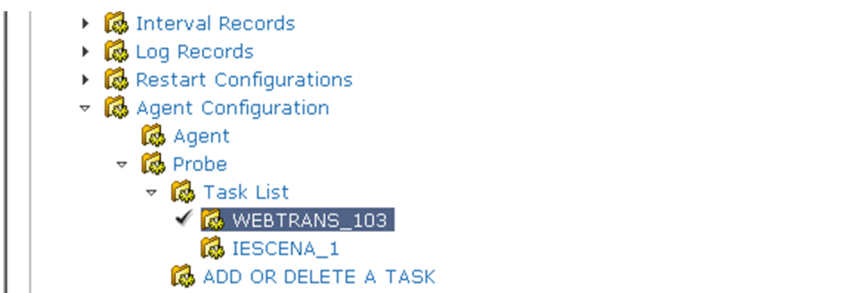 Interval Records
Log Records
Restart Configurations
Agent Configuration
Agent
Probe
Task List
WEBTRANS_103
IESCENA_1
ADD OR DELETE A TASK